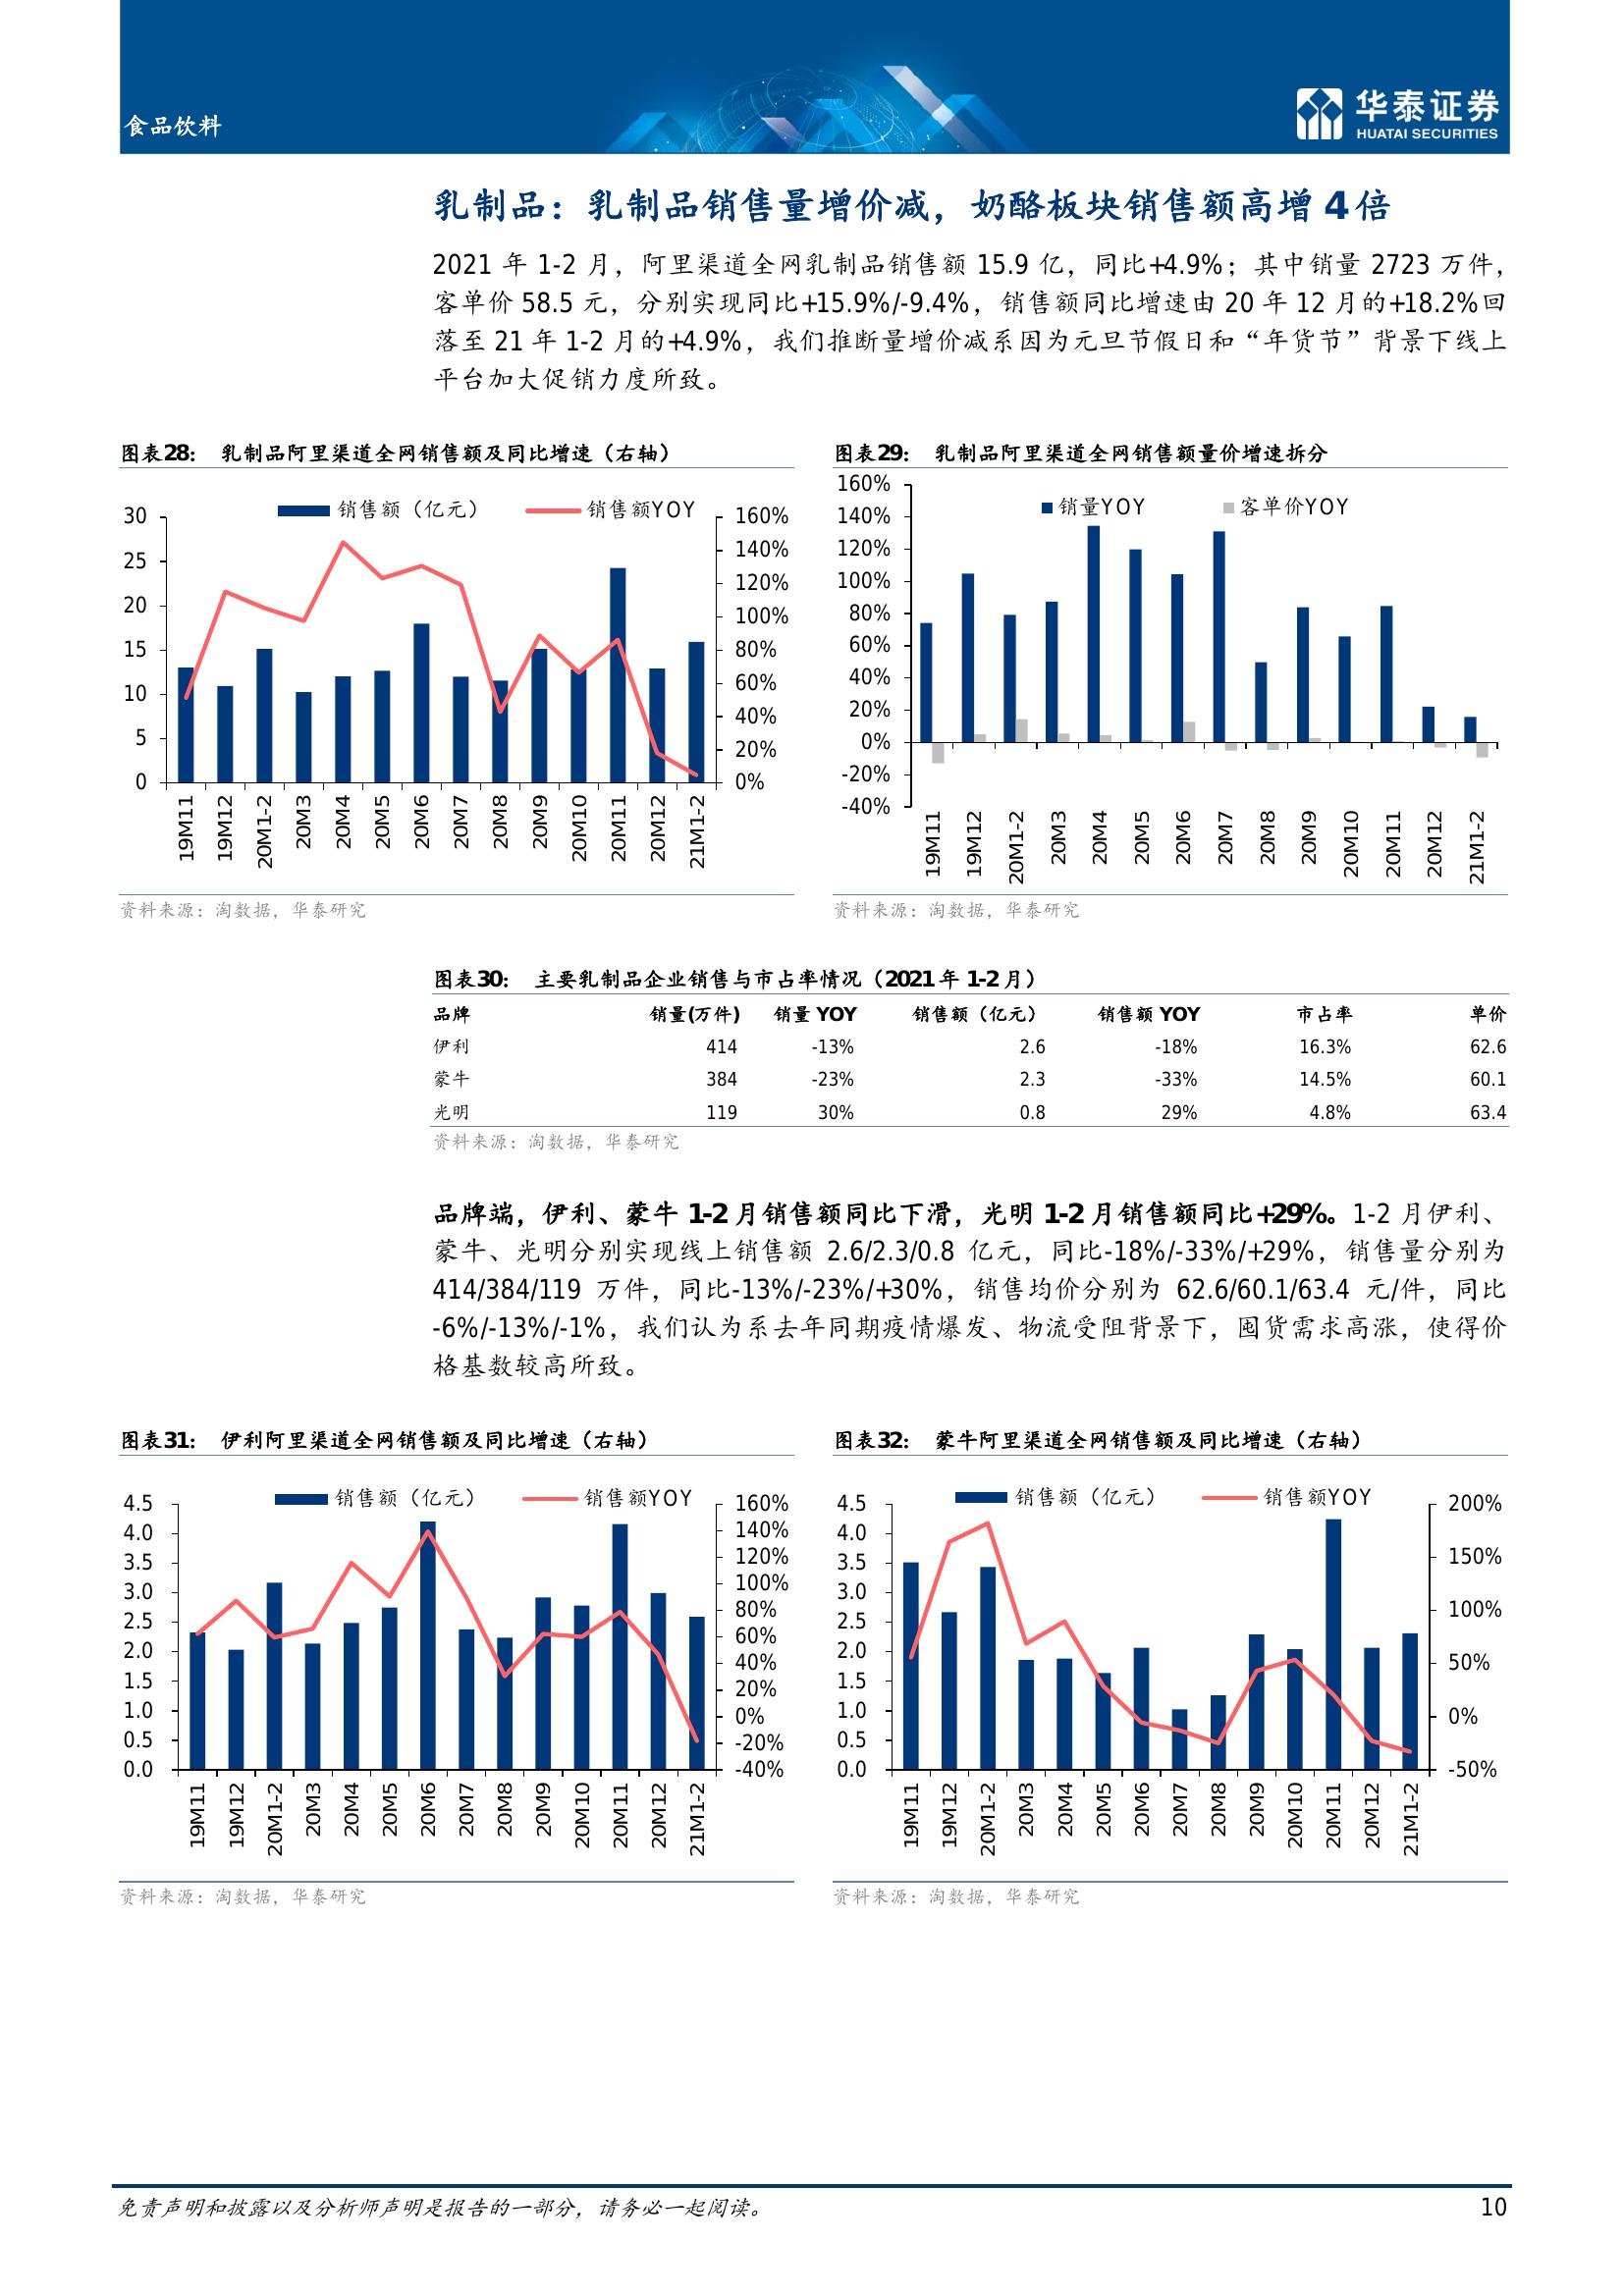 食品饮料
华泰证券
HUATAI SECURITIES
乳制品：乳制品销售量增价减，奶酪板块销售额高增 4 倍
2021 年 1-2 月，阿里渠道全网乳制品销售额 15.9 亿，同比+4.9%；其中销量 2723 万件，
客单价 58.5 元，分别实现同比+15.9%/-9.4%，销售额同比增速由 20 年 12 月的+18.2%回
落至 21 年 1-2 月的+4.9%，我们推断量增价减系因为元旦节假日和“年货节”背景下线上
平台加大促销力度所致。
图表28： 乳制品阿里渠道全网销售额及同比增速（右轴）
销售额（亿元） 销售额YOY
30
25
20
15
10
5
0
160%
140%
120%
100%
80%
60%
40%
20%
0%
19M11 19M12 20M1-2 20M3 20M4 20M5 20M6 20M7 20M8 20M9 20M10 20M11 20M12 21M1-2
资料来源：淘数据，华泰研究
图表29： 乳制品阿里渠道全网销售额量价增速拆分
销量YOY 客单价YOY
160%
140%
120%
100%
80%
60%
40%
20%
0%
-20%
-40%
19M11 19M12 20M1-2 20M3 20M4 20M5 20M6 20M7 20M8 20M9 20M10 20M11 20M12 21M1-2
资料来源：淘数据，华泰研究
图表30： 主要乳制品企业销售与市占率情况（2021 年 1-2 月）
品牌 销量(万件) 销量 YOY 销售额（亿元） 销售额 YOY 市占率 单价
伊利 414 -13% 2.6 -18% 16.3% 62.6
蒙牛 384 -23% 2.3 -33% 14.5% 60.1
光明 119 30% 0.8 29% 4.8% 63.4
资料来源：淘数据，华泰研究
品牌端，伊利、蒙牛 1-2 月销售额同比下滑，光明 1-2 月销售额同比+29%。1-2 月伊利、
蒙牛、光明分别实现线上销售额 2.6/2.3/0.8 亿元，同比-18%/-33%/+29%，销售量分别为
414/384/119 万件，同比-13%/-23%/+30%，销售均价分别为 62.6/60.1/63.4 元/件，同比
-6%/-13%/-1%，我们认为系去年同期疫情爆发、物流受阻背景下，囤货需求高涨，使得价
格基数较高所致。
图表31： 伊利阿里渠道全网销售额及同比增速（右轴）
销售额（亿元） 销售额YOY
4.5
4.0
3.5
3.0
2.5
2.0
1.5
1.0
0.5
0.0
160%
140%
120%
100%
80%
60%
40%
20%
0%
-20%
-40%
19M11 19M12 20M1-2 20M3 20M4 20M5 20M6 20M7 20M8 20M9 20M10 20M11 20M12 21M1-2
资料来源：淘数据，华泰研究
图表32： 蒙牛阿里渠道全网销售额及同比增速（右轴）
销售额（亿元） 销售额YOY
4.5
4.0
3.5
3.0
2.5
2.0
1.5
1.0
0.5
0.0
200%
150%
100%
50%
0%
-50%
19M11 19M12 20M1-2 20M3 20M4 20M5 20M6 20M7 20M8 20M9 20M10 20M11 20M12 21M1-2
资料来源：淘数据，华泰研究
免责声明和披露以及分析师声明是报告的一部分，请务必一起阅读。
10